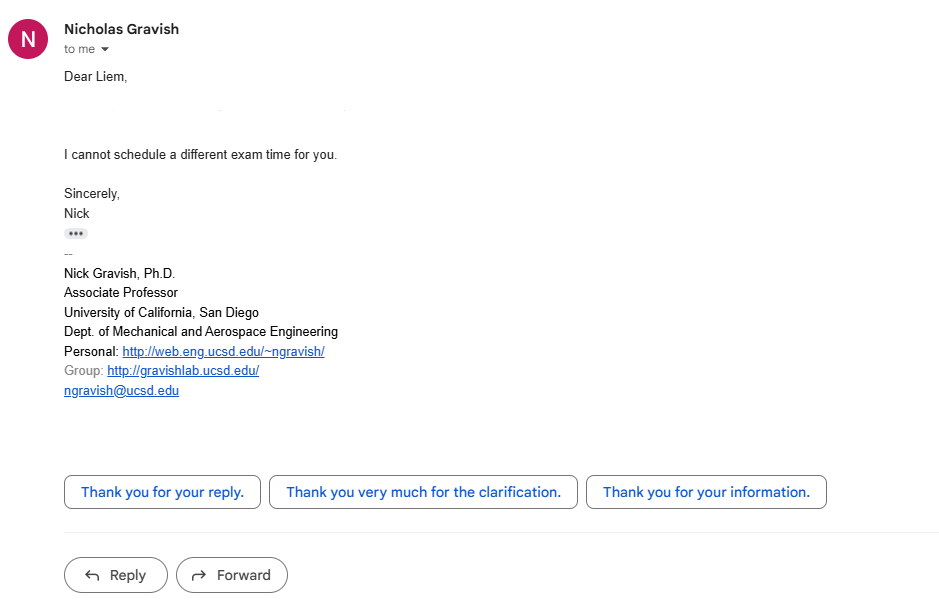 N
Nicholas Gravish
to me
Dear Liem,
I cannot schedule a different exam time for you.
Sincerely,
Nick
•••
--
Nick Gravish, Ph.D.
Associate Professor
University of California, San Diego
Dept. of Mechanical and Aerospace Engineering
Personal: http://web.eng.ucsd.edu/~ngravish/
Group: http://gravishlab.ucsd.edu/
ngravish@ucsd.edu
Thank you for your reply. Thank you very much for the clarification. Thank you for your information.
Reply Forward